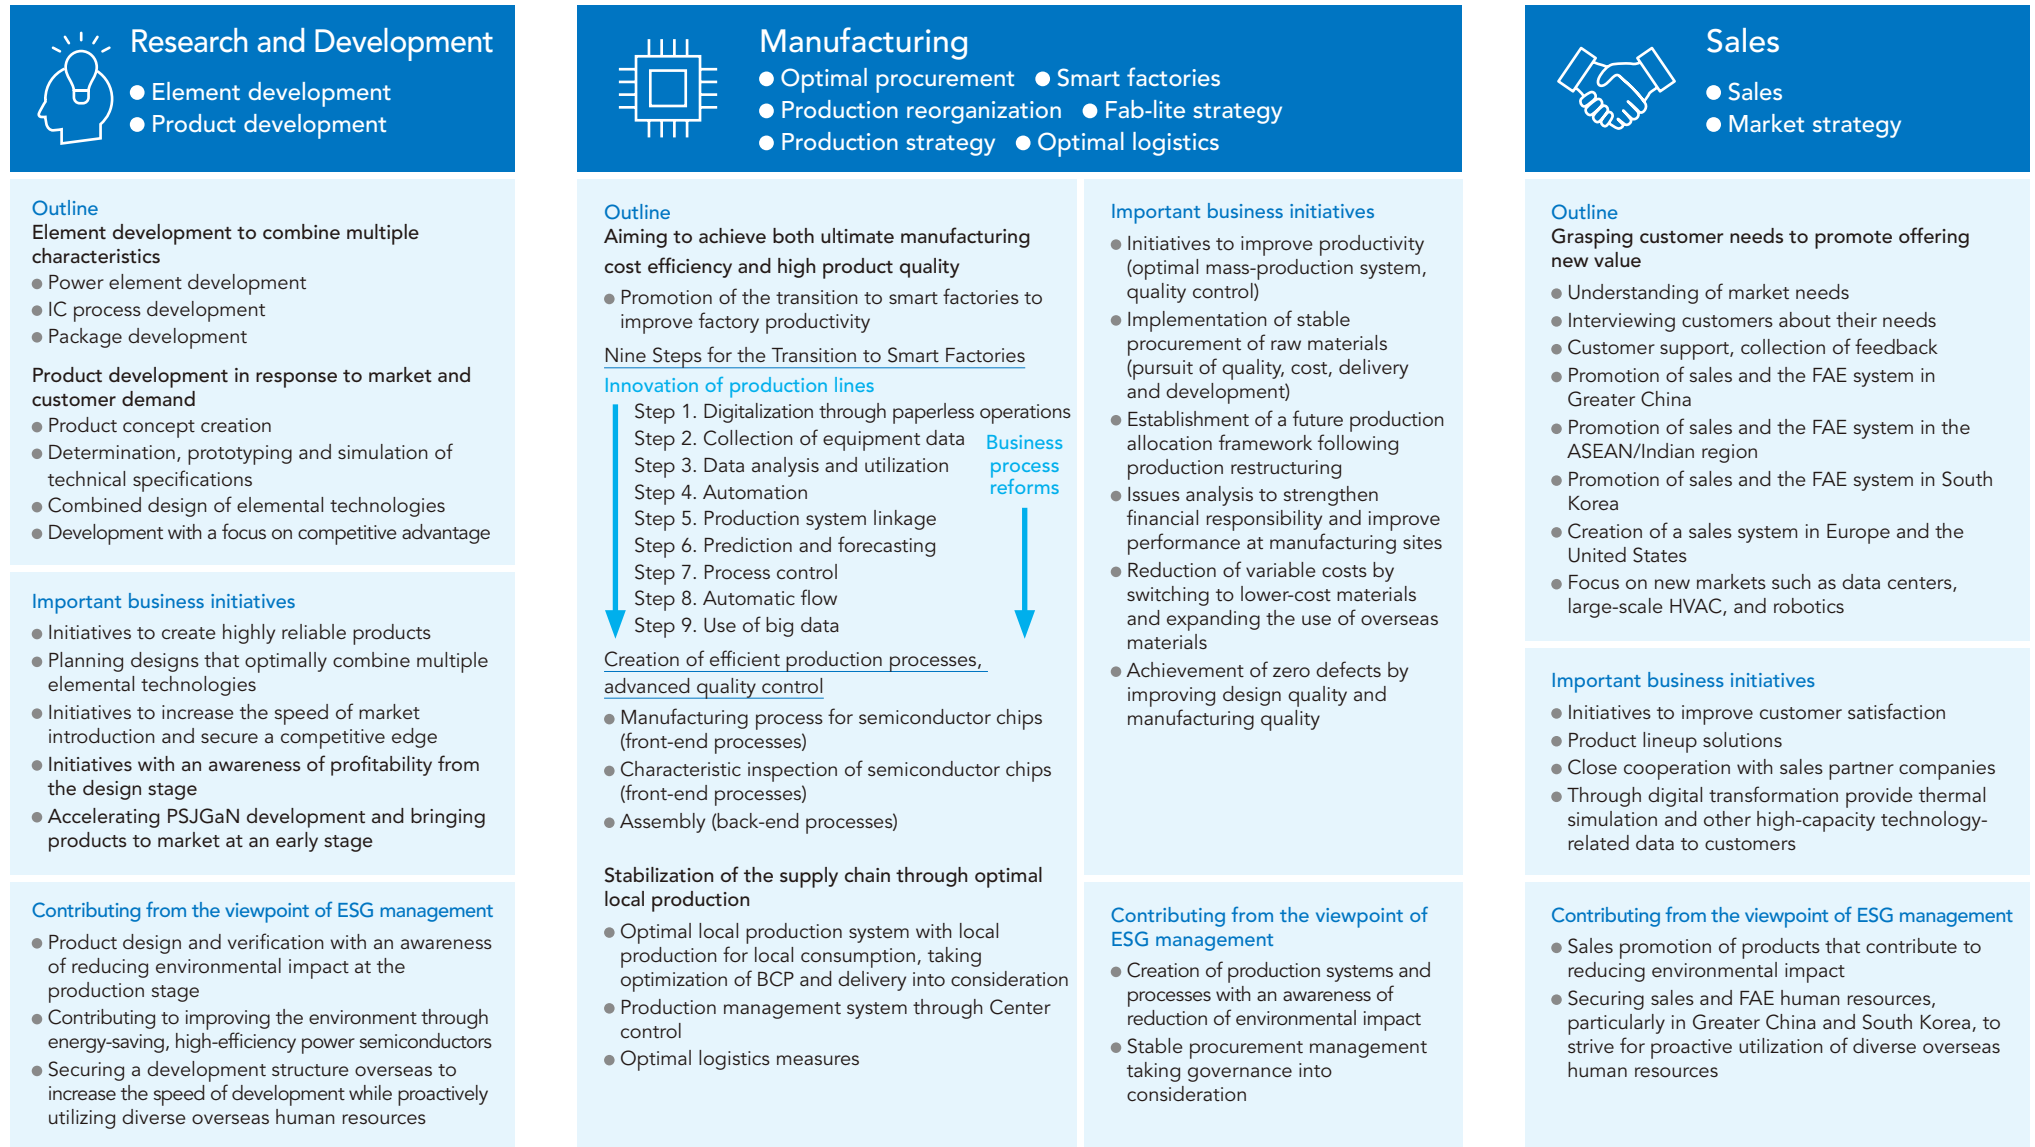 Research and Development
● Element development
● Product development
Outline
Element development to combine multiple
characteristics
● Power element development
● IC process development
● Package development
Product development in response to market and
customer demand
● Product concept creation
● Determination, prototyping and simulation of
technical specifications
● Combined design of elemental technologies
● Development with a focus on competitive advantage
Important business initiatives
● Initiatives to create highly reliable products
● Planning designs that optimally combine multiple
elemental technologies
● Initiatives to increase the speed of market
introduction and secure a competitive edge
● Initiatives with an awareness of profitability from
the design stage
● Accelerating PSJGaN development and bringing
products to market at an early stage
Contributing from the viewpoint of ESG management
● Product design and verification with an awareness
of reducing environmental impact at the
production stage
● Contributing to improving the environment through
energy-saving, high-efficiency power semiconductors
● Securing a development structure overseas to
increase the speed of development while proactively
utilizing diverse overseas human resources
Manufacturing
● Optimal procurement ● Smart factories
● Production reorganization ● Fab-lite strategy
● Production strategy ● Optimal logistics
Outline
Aiming to achieve both ultimate manufacturing
cost efficiency and high product quality
● Promotion of the transition to smart factories to
improve factory productivity
Nine Steps for the Transition to Smart Factories
Innovation of production lines
Step 1. Digitalization through paperless operations
Step 2. Collection of equipment data
Step 3. Data analysis and utilization
Step 4. Automation
Step 5. Production system linkage
Step 6. Prediction and forecasting
Step 7. Process control
Step 8. Automatic flow
Step 9. Use of big data
Business
process
reforms
Creation of efficient production processes,
advanced quality control
● Manufacturing process for semiconductor chips
(front-end processes)
● Characteristic inspection of semiconductor chips
(front-end processes)
● Assembly (back-end processes)
Stabilization of the supply chain through optimal
local production
● Optimal local production system with local
production for local consumption, taking
optimization of BCP and delivery into consideration
● Production management system through Center
control
● Optimal logistics measures
Important business initiatives
● Initiatives to improve productivity
(optimal mass-production system,
quality control)
● Implementation of stable
procurement of raw materials
(pursuit of quality, cost, delivery
and development)
● Establishment of a future production
allocation framework following
production restructuring
● Issues analysis to strengthen
financial responsibility and improve
performance at manufacturing sites
● Reduction of variable costs by
switching to lower-cost materials
and expanding the use of overseas
materials
● Achievement of zero defects by
improving design quality and
manufacturing quality
Contributing from the viewpoint of
ESG management
● Creation of production systems and
processes with an awareness of
reduction of environmental impact
● Stable procurement management
taking governance into
consideration
Sales
● Sales
● Market strategy
Outline
Grasping customer needs to promote offering
new value
● Understanding of market needs
● Interviewing customers about their needs
● Customer support, collection of feedback
● Promotion of sales and the FAE system in
Greater China
● Promotion of sales and the FAE system in the
ASEAN/Indian region
● Promotion of sales and the FAE system in South
Korea
● Creation of a sales system in Europe and the
United States
● Focus on new markets such as data centers,
large-scale HVAC, and robotics
Important business initiatives
● Initiatives to improve customer satisfaction
● Product lineup solutions
● Close cooperation with sales partner companies
● Through digital transformation provide thermal
simulation and other high-capacity technology-
related data to customers
Contributing from the viewpoint of ESG management
● Sales promotion of products that contribute to
reducing environmental impact
● Securing sales and FAE human resources,
particularly in Greater China and South Korea, to
strive for proactive utilization of diverse overseas
human resources